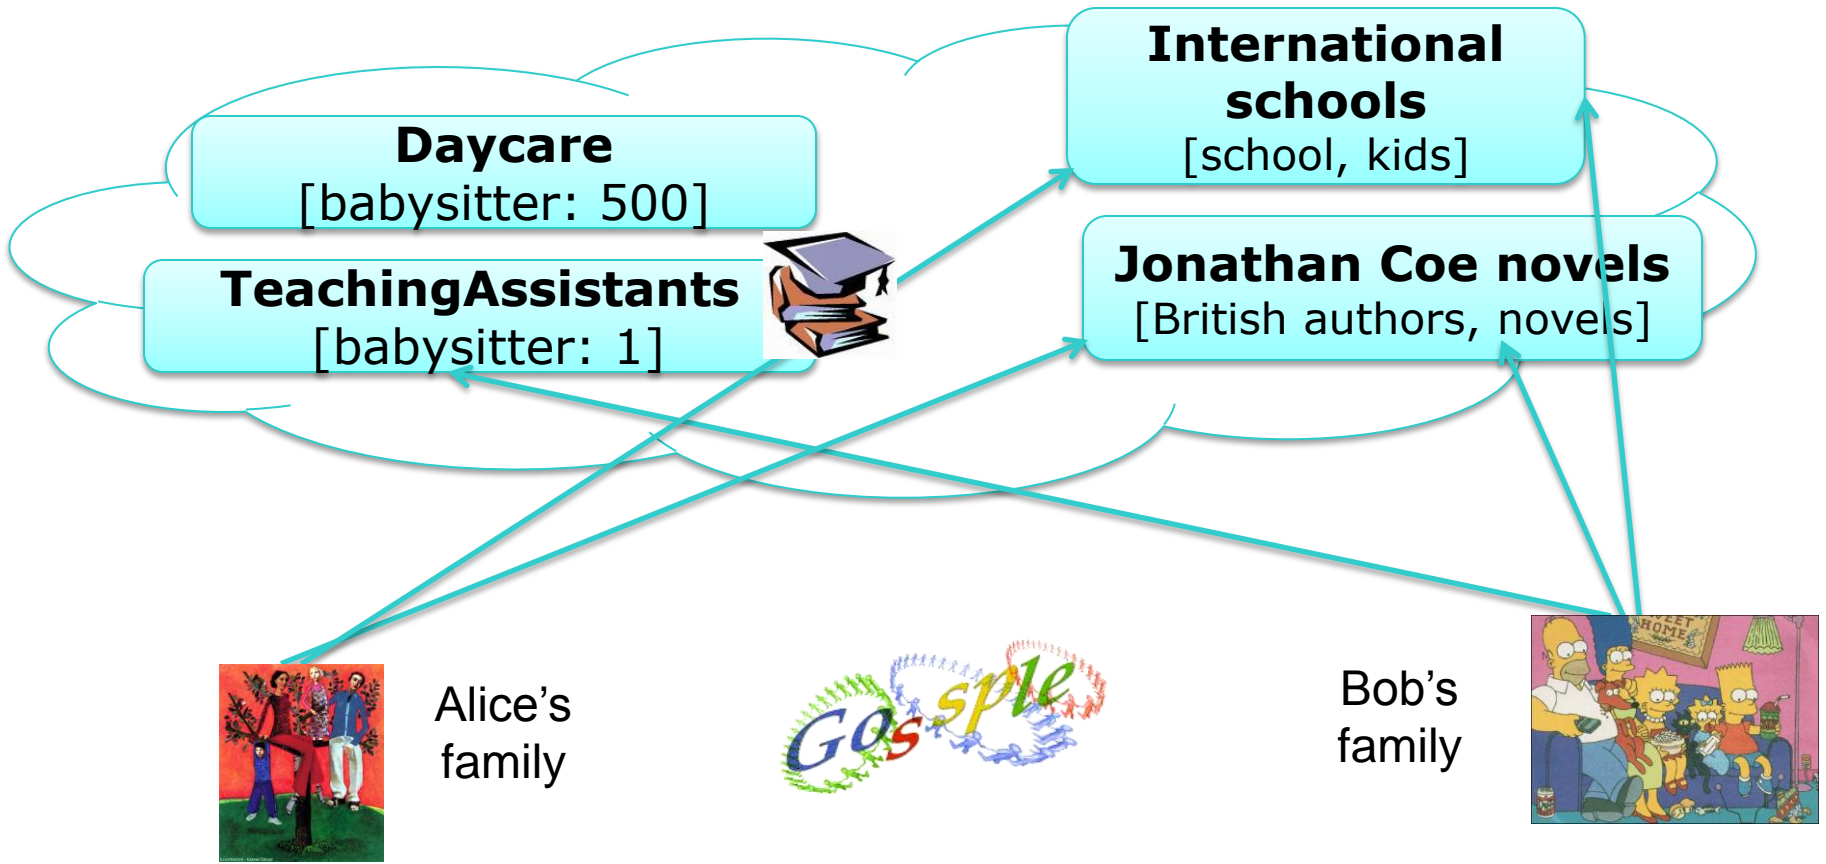 International
schools
[school, kids]
Daycare
[babysitter: 500]
TeachingAssistants
[babysitter: 1]
Jonathan Coe novels
[British authors, novels]
Alice’s
family
Gossple
Bob’s
family
HOME